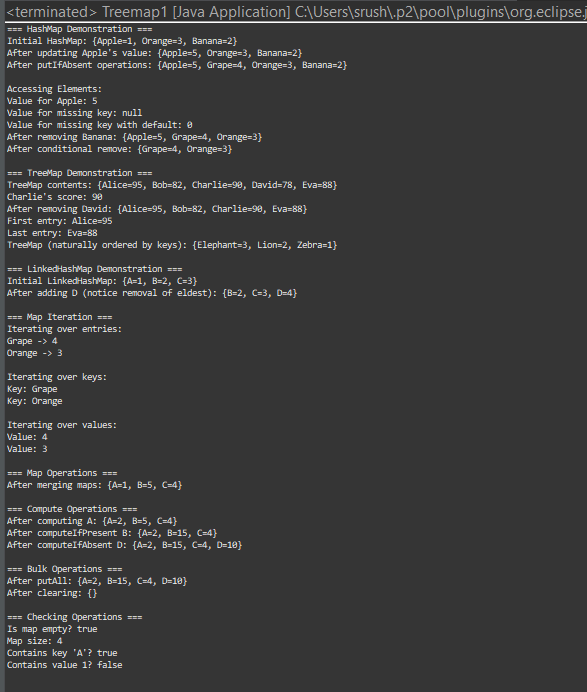 <terminated> Treemap1 [Java Application] C:\Users\srush\.p2\pool\plugins\org.eclipse.j
=== HashMap Demonstration ===
Initial HashMap: {Apple=1, Orange=3, Banana=2}
After updating Apple's value: {Apple=5, Orange=3, Banana=2}
After putIfAbsent operations: {Apple=5, Grape=4, Orange=3, Banana=2}
Accessing Elements:
Value for Apple: 5
Value for missing key: null
Value for missing key with default: 0
After removing Banana: {Apple=5, Grape=4, Orange=3}
After conditional remove: {Grape=4, Orange=3}
=== TreeMap Demonstration ===
TreeMap contents: {Alice=95, Bob=82, Charlie=90, David=78, Eva=88}
Charlie's score: 90
After removing David: {Alice=95, Bob=82, Charlie=90, Eva=88}
First entry: Alice=95
Last entry: Eva=88
TreeMap (naturally ordered by keys): {Elephant=3, Lion=2, Zebra=1}
=== LinkedHashMap Demonstration ===
Initial LinkedHashMap: {A=1, B=2, C=3}
After adding D (notice removal of eldest): {B=2, C=3, D=4}
=== Map Iteration ===
Iterating over entries:
Grape -> 4
Orange -> 3
Iterating over keys:
Key: Grape
Key: Orange
Iterating over values:
Value: 4
Value: 3
=== Map Operations ===
After merging maps: {A=1, B=5, C=4}
=== Compute Operations ===
After computing A: {A=2, B=5, C=4}
After computeIfPresent B: {A=2, B=15, C=4}
After computeIfAbsent D: {A=2, B=15, C=4, D=10}
=== Bulk Operations ===
After putAll: {A=2, B=15, C=4, D=10}
After clearing: {}
=== Checking Operations ===
Is map empty? true
Map size: 4
Contains key 'A'? true
Contains value 1? false